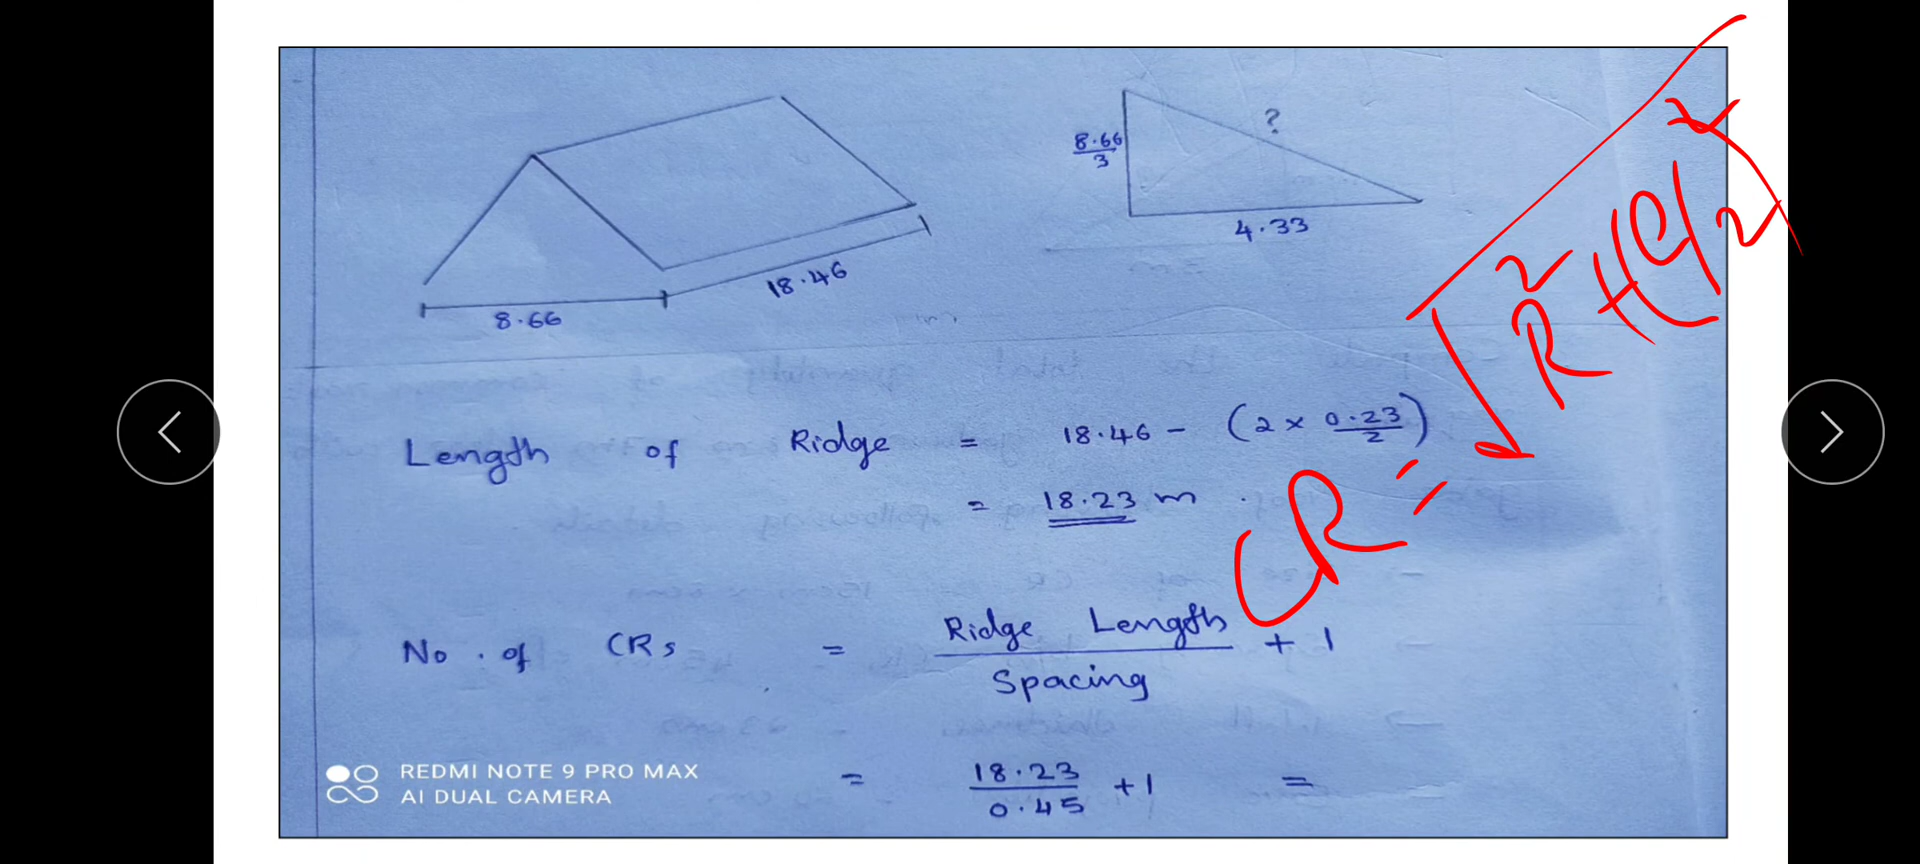 8.66
18.46
8.66/3
?
4.33
CR = √R²+(a/2)²
Length of Ridge = 18.46 - (2 x 0.23/2)
= 18.23 m
No. of CRs = Ridge Length / Spacing + 1
= 18.23 / 0.45 + 1 =
REDMI NOTE 9 PRO MAX
AI DUAL CAMERA